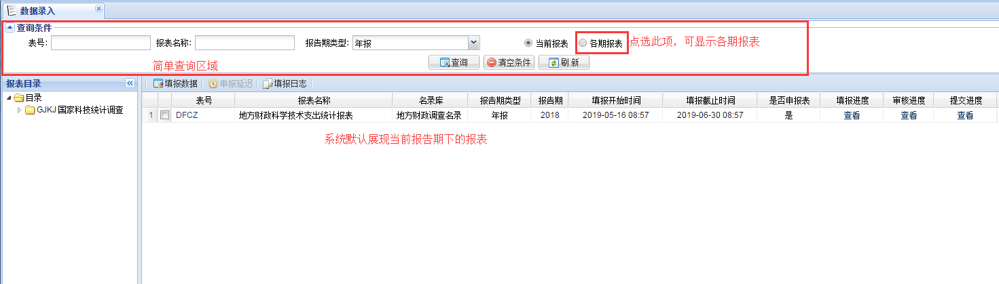 数据录入
查询条件
表号: 报表名称: 报告期类型: 年报 当前报表 各期报表 点选此项，可显示各期报表
简单查询区域 查询 清空条件 刷 新
报表目录 填报数据 申报延迟 填报日志
目录
GJKJ 国家科技统计调查
表号 报表名称 名录库 报告期类型 报告期 填报开始时间 填报截止时间 是否申报表 填报进度 审核进度 提交进度
1 DFCZ 地方财政科学技术支出统计报表 地方财政调查名录 年报 2018 2019-05-16 08:57 2019-06-30 08:57 是 查看 查看 查看
系统默认展现当前报告期下的报表